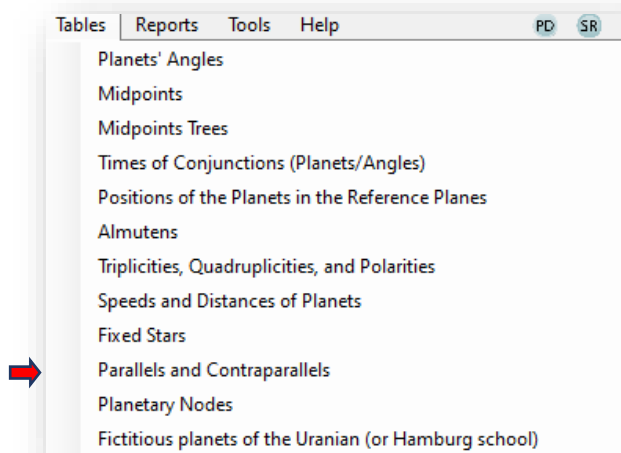 Tables Reports Tools Help PD SR
Planets' Angles
Midpoints
Midpoints Trees
Times of Conjunctions (Planets/Angles)
Positions of the Planets in the Reference Planes
Almutens
Triplicities, Quadruplicities, and Polarities
Speeds and Distances of Planets
Fixed Stars
Parallels and Contraparallels
Planetary Nodes
Fictitious planets of the Uranian (or Hamburg school)